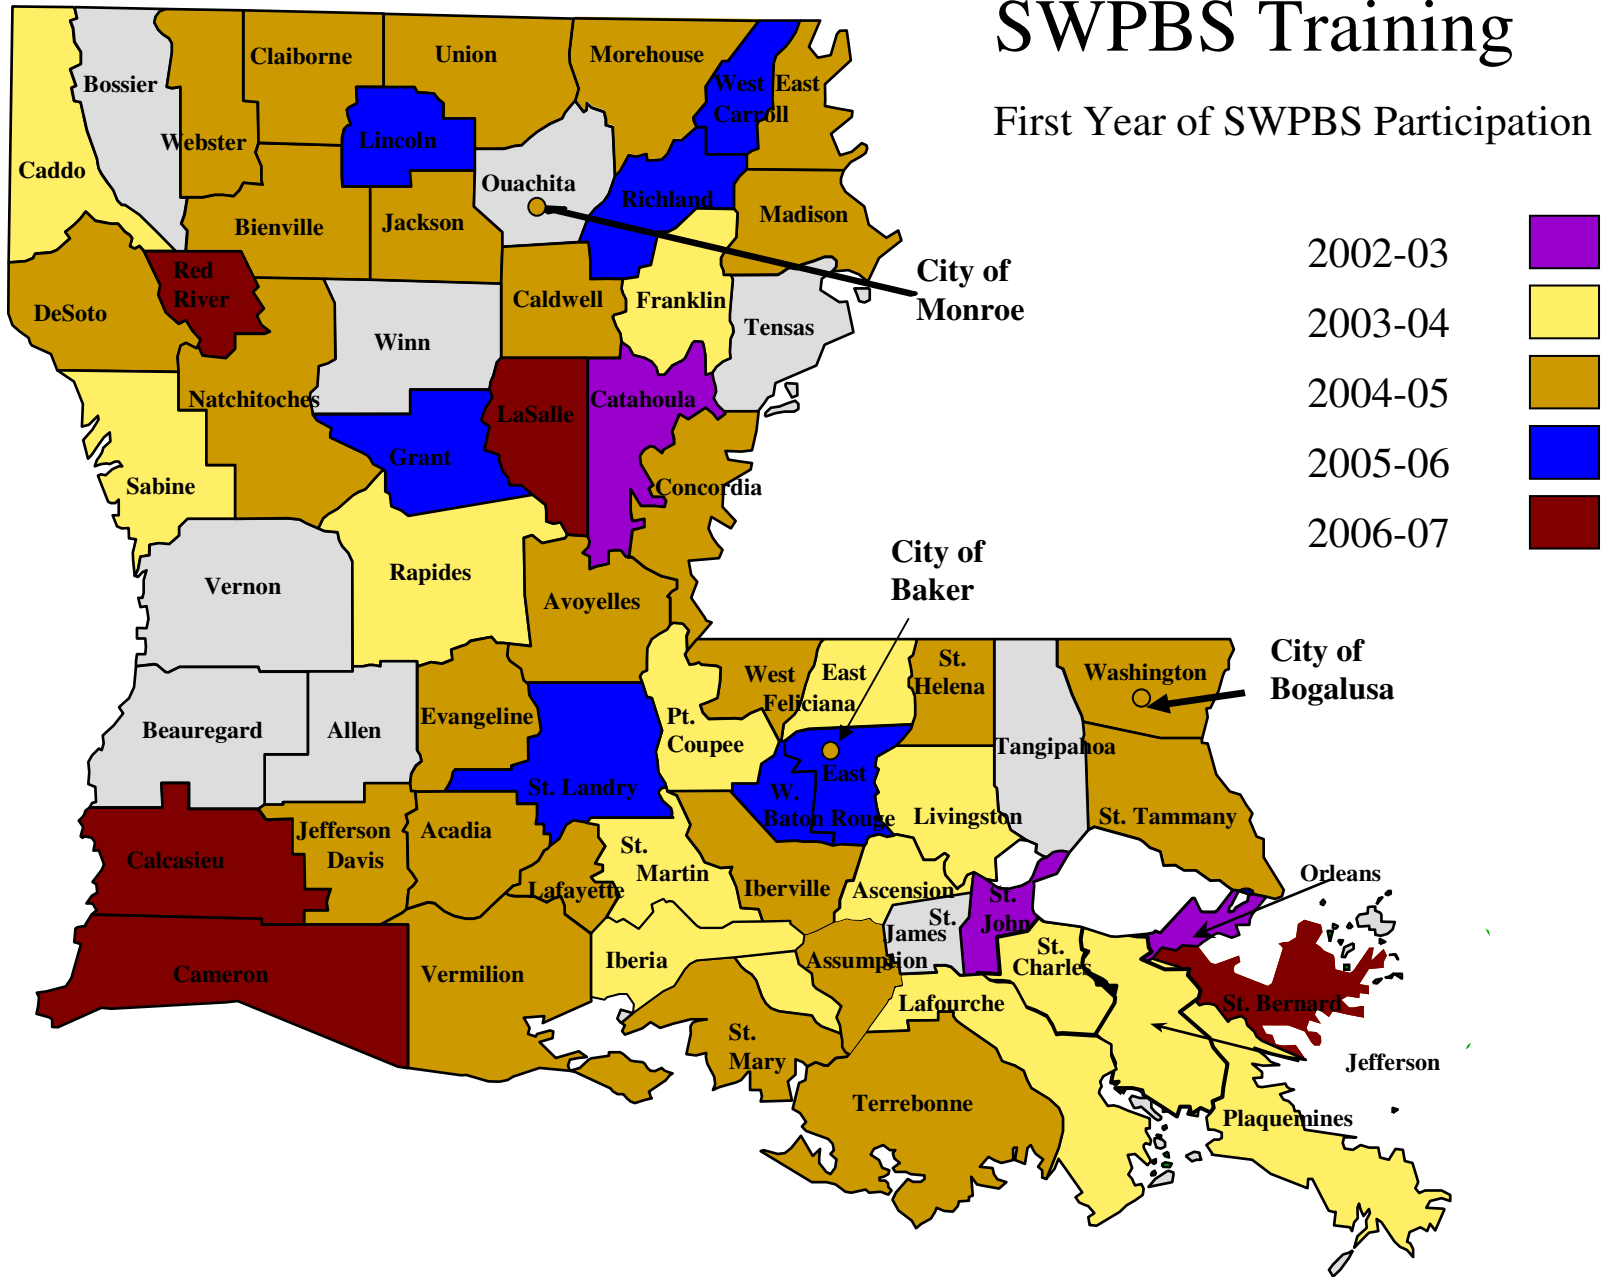 SWPBS Training
First Year of SWPBS Participation
2002-03
2003-04
2004-05
2005-06
2006-07
Claiborne
Union
Morehouse
Bossier
West East
Carroll
Webster
Lincoln
Caddo
Ouachita
Richland
Madison
Bienville
Jackson
City of
Monroe
Red
River
DeSoto
Caldwell
Franklin
Tensas
Winn
Natchitoches
LaSalle
Catahoula
Grant
Sabine
Concordia
City of
Baker
Vernon
Rapides
Avoyelles
City of
Bogalusa
West
East
Feliciana
St.
Helena
Washington
Beauregard
Allen
Evangeline
Pt.
Coupee
Tangipahoa
St. Landry
East
W.
Baton Rouge
Livingston
St. Tammany
Calcasieu
Jefferson
Davis
Acadia
St.
Martin
Lafayette
Iberville
Ascension
Orleans
St.
John
St.
James
Cameron
Vermilion
Iberia
Assumption
St.
Charles
Lafourche
St. Bernard
St.
Mary
Jefferson
Terrebonne
Plaquemines